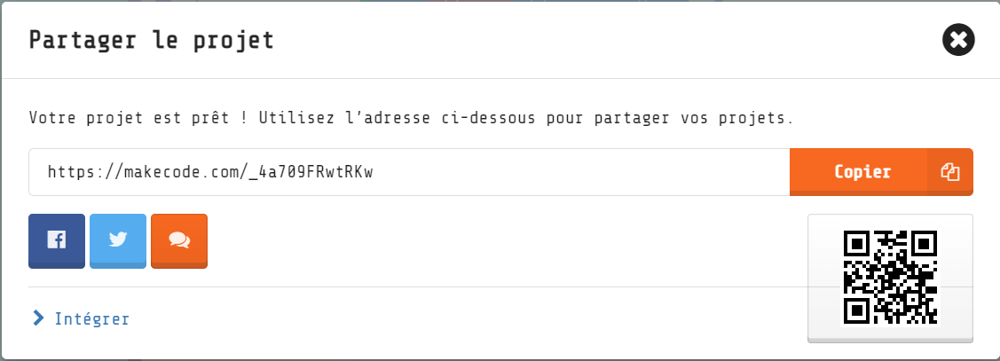 Partager le projet
Votre projet est prêt ! Utilisez l'adresse ci-dessous pour partager vos projets.
https://makecode.com/_4a709FRwtRKw
Copier
Intégrer